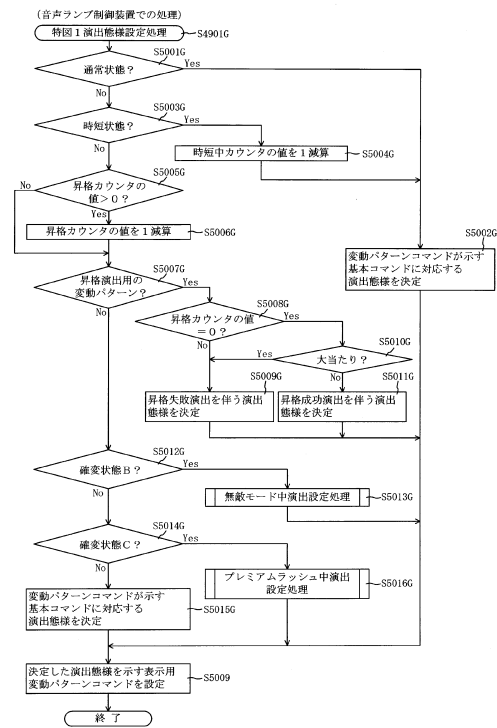 (音声ランプ制御装置での処理)
特図1演出態様設定処理
S4901G
S5001G
通常状態?
Yes
No
S5003G
時短状態?
Yes
No
時短中カウンタの値を1減算
S5004G
S5005G
昇格カウンタの
値>0?
No
Yes
昇格カウンタの値を1減算
S5006G
S5002G
変動パターンコマンドが示す
基本コマンドに対応する
演出態様を決定
S5007G
昇格演出用の
変動パターン?
Yes
No
S5008G
昇格カウンタの値
=0?
Yes
No
S5010G
大当たり?
Yes
No
S5009G
昇格失敗演出を伴う演出
態様を決定
S5011G
昇格成功演出を伴う演出
態様を決定
S5012G
確変状態B?
Yes
No
無敵モード中演出設定処理
S5013G
S5014G
確変状態C?
Yes
No
プレミアムラッシュ中演出
設定処理
S5016G
変動パターンコマンドが示す
基本コマンドに対応する
演出態様を決定
S5015G
決定した演出態様を示す表示用
変動パターンコマンドを設定
S5009
終了